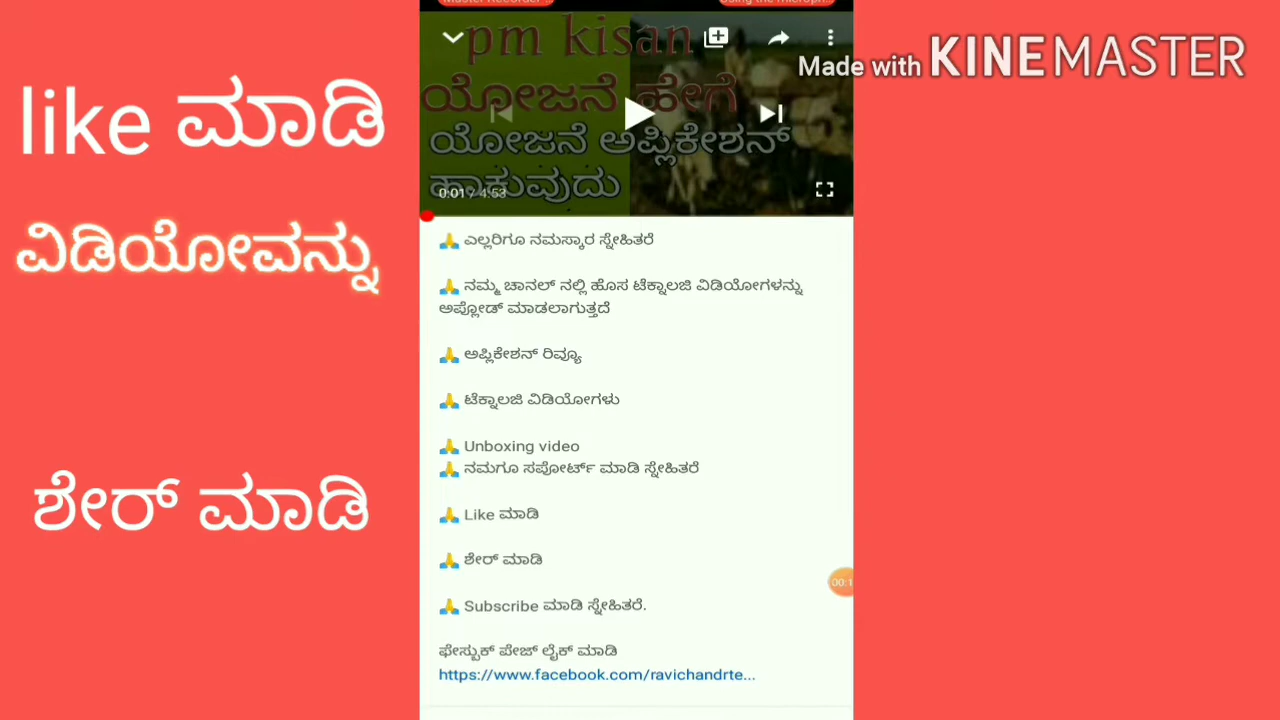 like ಮಾಡಿ
ವಿಡಿಯೋವನ್ನು
ಶೇರ್ ಮಾಡಿ
Made with KINEMASTER
pm kisan
ಯೋಜನೆ ಹೇಗೆ
ಯೋಜನೆ ಅಪ್ಲಿಕೇಶನ್
ಹಾಕುವುದು
0:01 / 4:53
🙏 ಎಲ್ಲರಿಗೂ ನಮಸ್ಕಾರ ಸ್ನೇಹಿತರೆ
🙏 ನಮ್ಮ ಚಾನಲ್ ನಲ್ಲಿ ಹೊಸ ಟೆಕ್ನಾಲಜಿ ವಿಡಿಯೋಗಳನ್ನು
ಅಪ್ಲೋಡ್ ಮಾಡಲಾಗುತ್ತದೆ
🙏 ಅಪ್ಲಿಕೇಶನ್ ರಿವ್ಯೂ
🙏 ಟೆಕ್ನಾಲಜಿ ವಿಡಿಯೋಗಳು
🙏 Unboxing video
🙏 ನಮಗೂ ಸಪೋರ್ಟ್ ಮಾಡಿ ಸ್ನೇಹಿತರೆ
🙏 Like ಮಾಡಿ
🙏 ಶೇರ್ ಮಾಡಿ
🙏 Subscribe ಮಾಡಿ ಸ್ನೇಹಿತರೆ.
ಫೇಸ್ಬುಕ್ ಪೇಜ್ ಲೈಕ್ ಮಾಡಿ
https://www.facebook.com/ravichandrte...